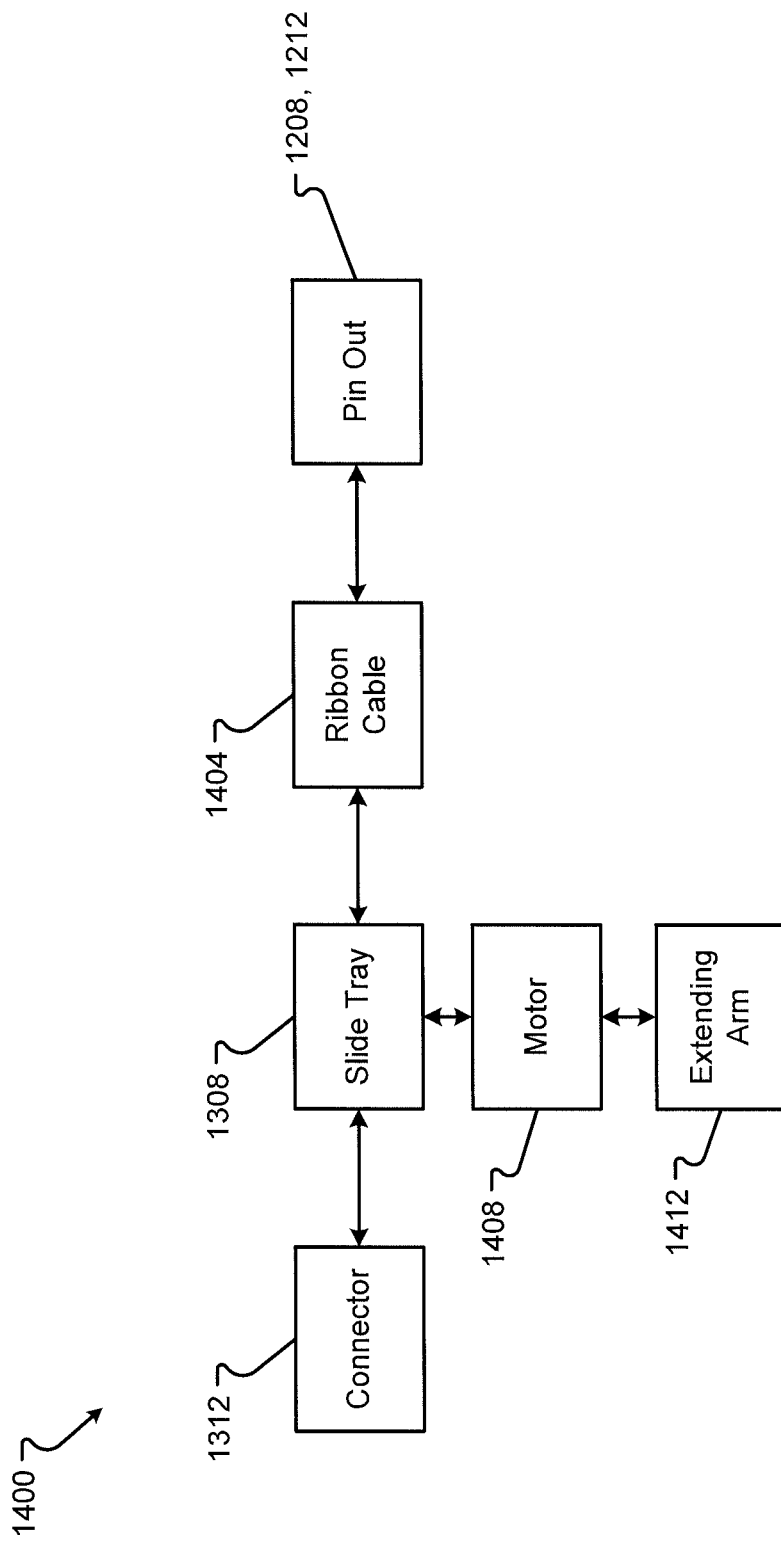 1400
1312
Connector
1308
Slide Tray
1404
Ribbon
Cable
1208, 1212
Pin Out
1408
Motor
1412
Extending
Arm